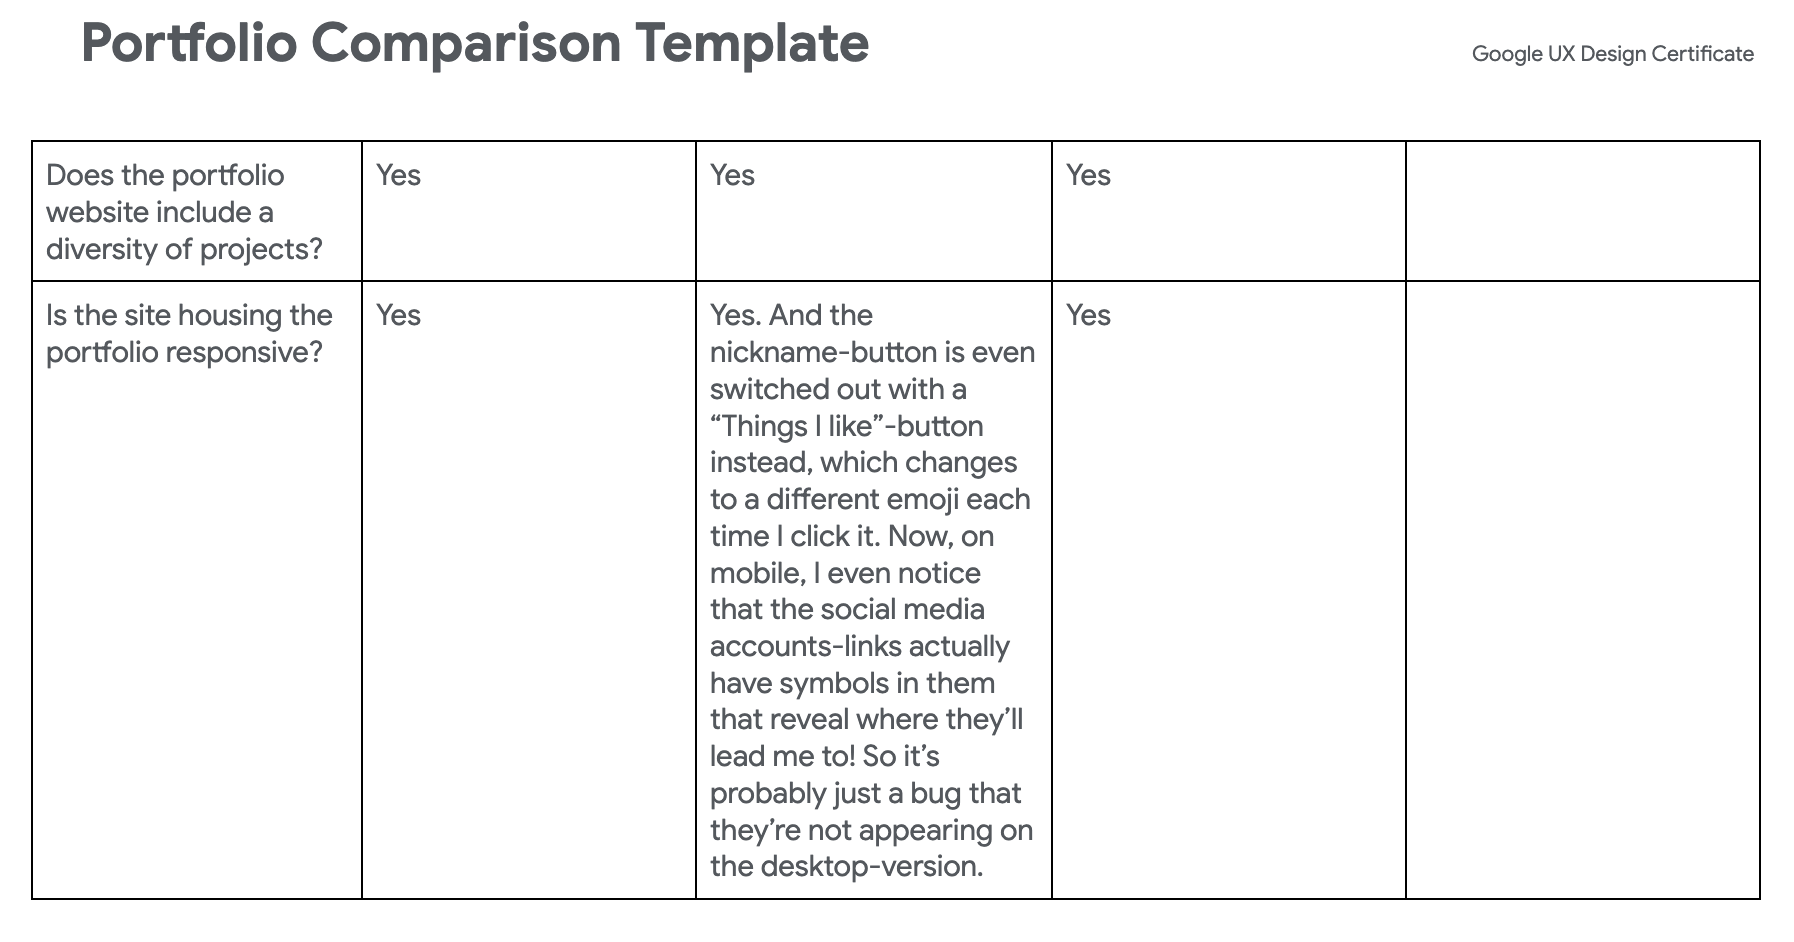 Portfolio Comparison Template
Google UX Design Certificate
Does the portfolio
website include a
diversity of projects?
Yes
Yes
Yes
Is the site housing the
portfolio responsive?
Yes
Yes. And the
nickname-button is even
switched out with a
“Things I like”-button
instead, which changes
to a different emoji each
time I click it. Now, on
mobile, I even notice
that the social media
accounts-links actually
have symbols in them
that reveal where they’ll
lead me to! So it’s
probably just a bug that
they’re not appearing on
the desktop-version.
Yes